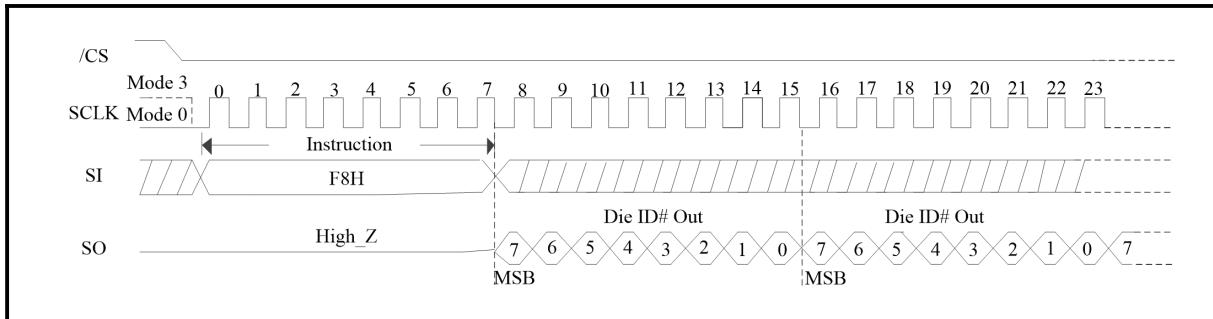 /CS
Mode 3
0 1 2 3 4 5 6 7 8 9 10 11 12 13 14 15 16 17 18 19 20 21 22 23
SCLK Mode 0
Instruction
SI F8H
Die ID# Out Die ID# Out
SO High_Z 7 6 5 4 3 2 1 0 7 6 5 4 3 2 1 0 7
MSB MSB